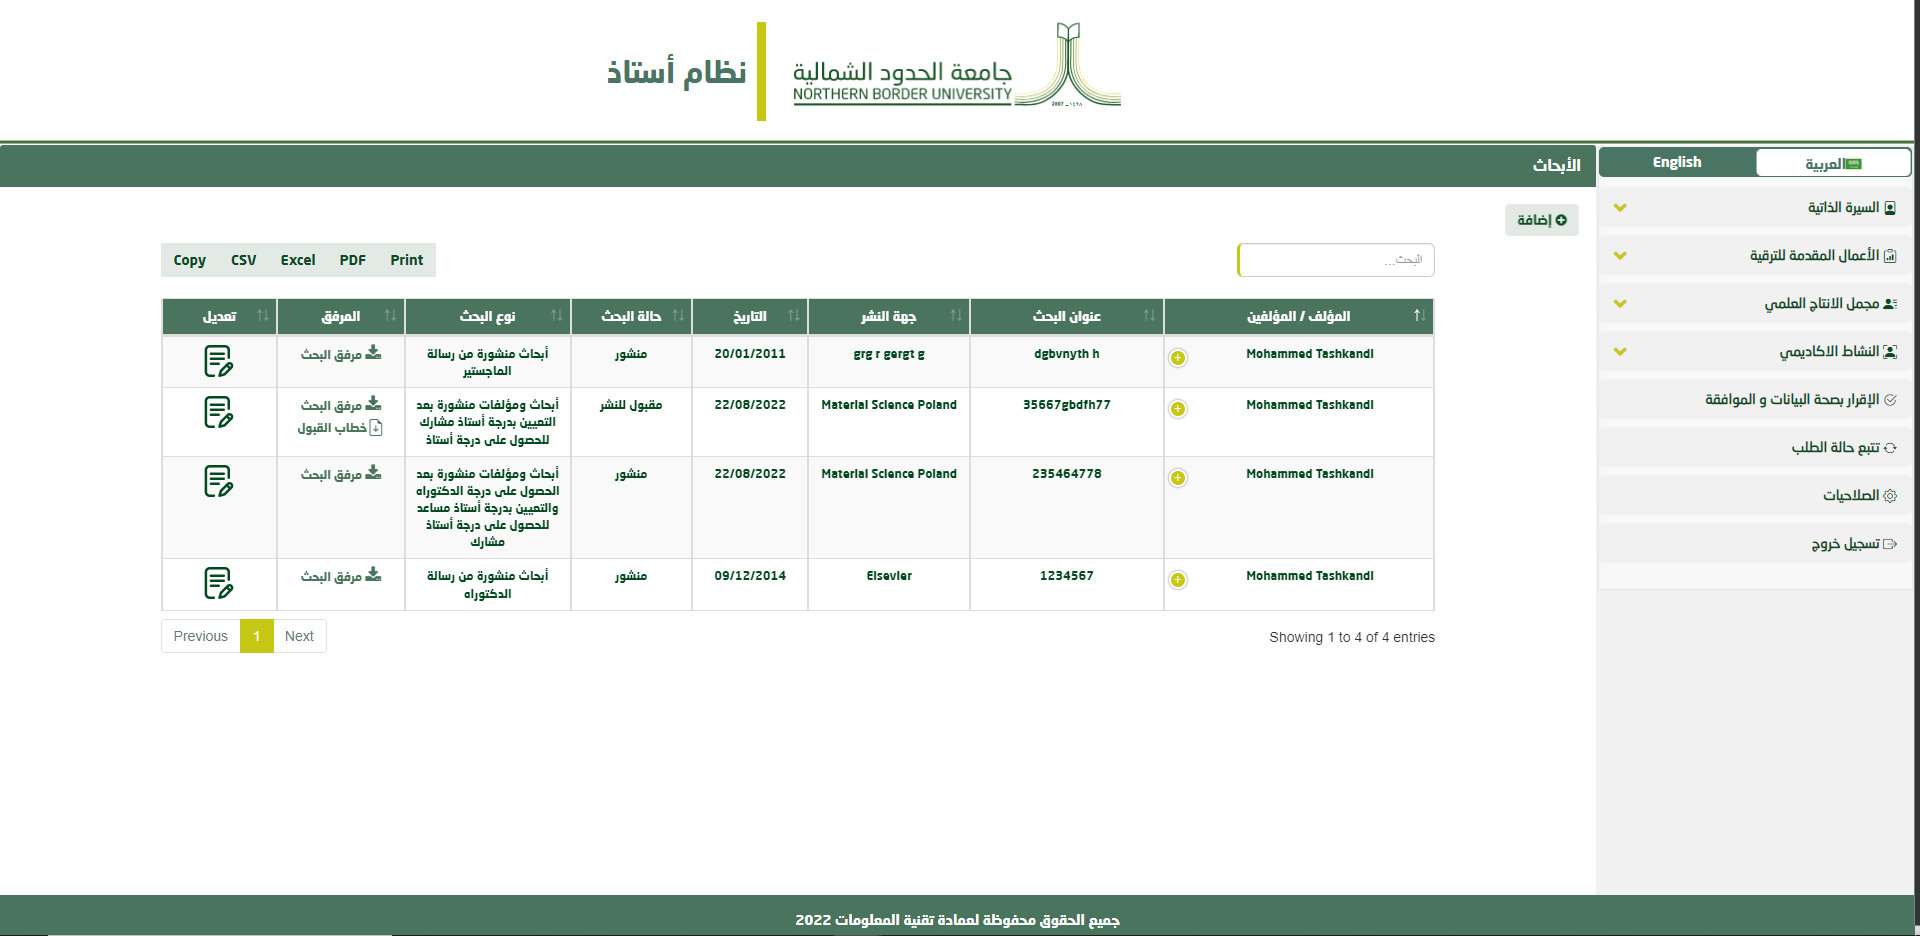 جامعة الحدود الشمالية
NORTHERN BORDER UNIVERSITY
2007 _ ١٤٢٨
نظام أستاذ
العربية
English
الأبحاث
السيرة الذاتية
الأعمال المقدمة للترقية
مجمل الانتاج العلمي
النشاط الاكاديمي
الإقرار بصحة البيانات و الموافقة
تتبع حالة الطلب
الصلاحيات
تسجيل خروج
إضافة
البحث...
Copy CSV Excel PDF Print
المؤلف / المؤلفين عنوان البحث جهة النشر التاريخ حالة البحث نوع البحث المرفق تعديل
Mohammed Tashkandi dgbvnyth h grg r gergt g 20/01/2011 منشور أبحاث منشورة من رسالة مرفق البحث
الماجستير
Mohammed Tashkandi 35667gbdfh77 Material Science Poland 22/08/2022 مقبول للنشر أبحاث ومؤلفات منشورة بعد مرفق البحث
التعيين بدرجة أستاذ مشارك خطاب القبول
للحصول على درجة أستاذ
Mohammed Tashkandi 235464778 Material Science Poland 22/08/2022 منشور أبحاث ومؤلفات منشورة بعد مرفق البحث
الحصول على درجة الدكتوراه
والتعيين بدرجة أستاذ مساعد
للحصول على درجة أستاذ
مشارك
Mohammed Tashkandi 1234567 Elsevier 09/12/2014 منشور أبحاث منشورة من رسالة مرفق البحث
الدكتوراه
Showing 1 to 4 of 4 entries
Previous 1 Next
جميع الحقوق محفوظة لعمادة تقنية المعلومات 2022